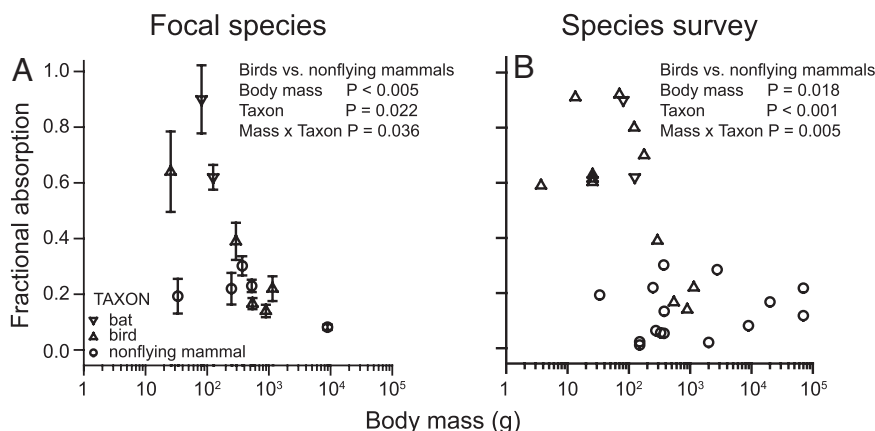 Focal species
Species survey
A
Birds vs. nonflying mammals
Body mass P < 0.005
Taxon P = 0.022
Mass x Taxon P = 0.036
Fractional absorption
1.0
0.8
0.6
0.4
0.2
0.0
TAXON
bat
bird
nonflying mammal
1 10 10² 10³ 10⁴ 10⁵
B
Birds vs. nonflying mammals
Body mass P = 0.018
Taxon P < 0.001
Mass x Taxon P = 0.005
1 10 10² 10³ 10⁴ 10⁵
Body mass (g)